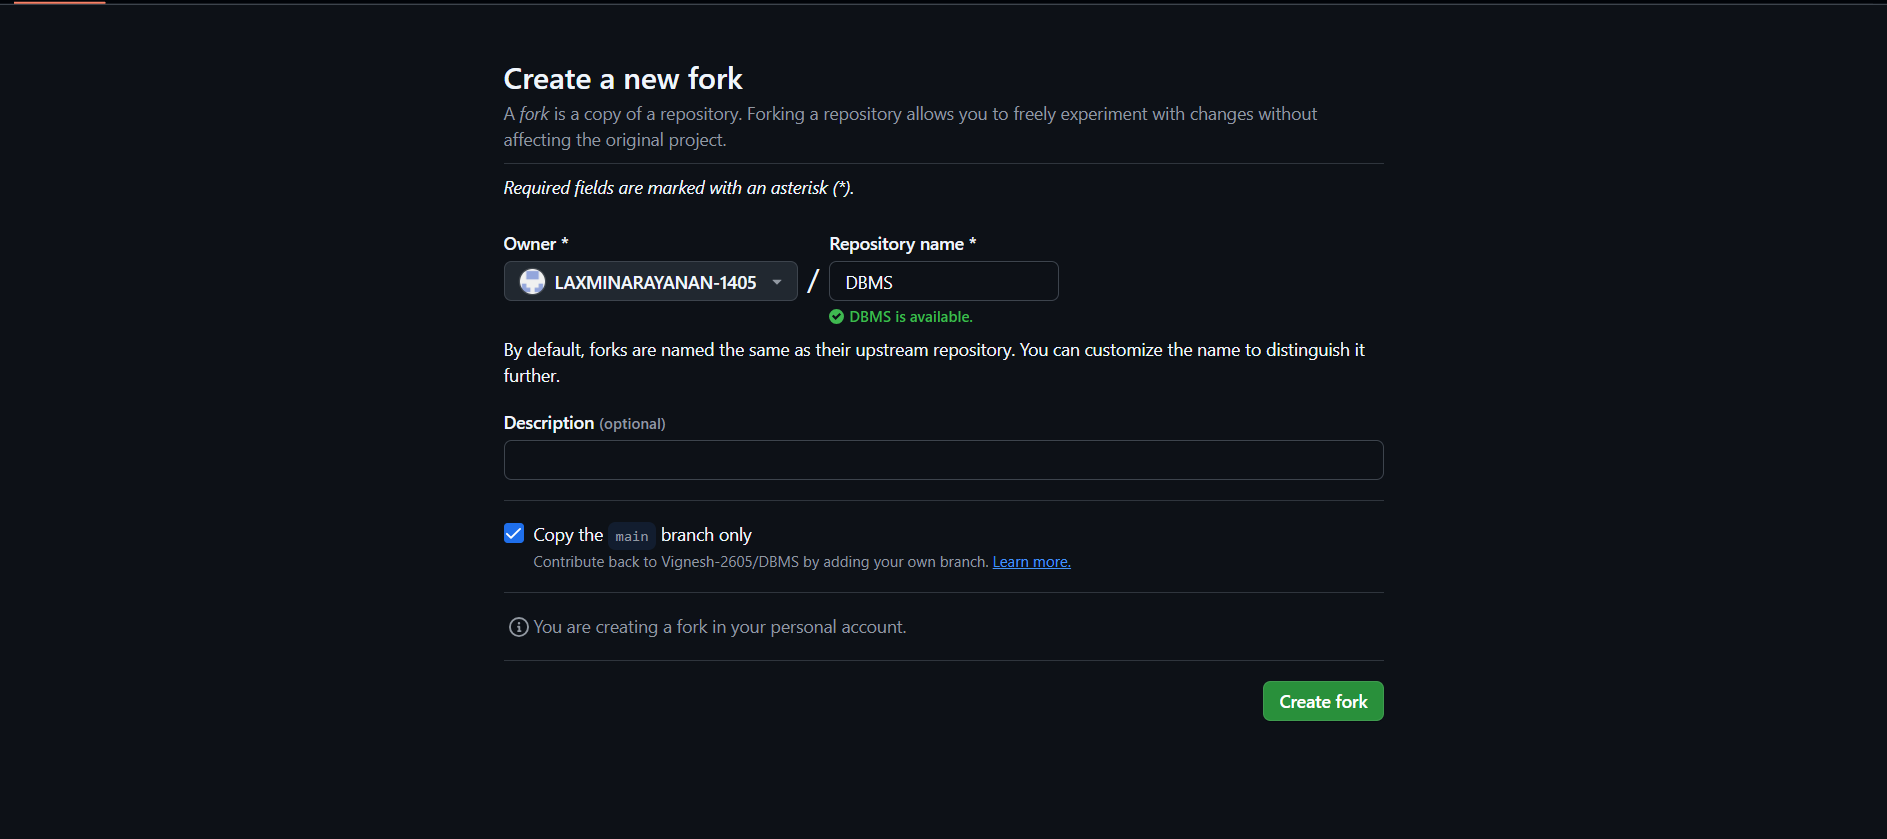 Create a new fork
A fork is a copy of a repository. Forking a repository allows you to freely experiment with changes without
affecting the original project.
Required fields are marked with an asterisk (*).
Owner *
Repository name *
LAXMINARAYANAN-1405 / DBMS
DBMS is available.
By default, forks are named the same as their upstream repository. You can customize the name to distinguish it
further.
Description (optional)
Copy the main branch only
Contribute back to Vignesh-2605/DBMS by adding your own branch. Learn more.
You are creating a fork in your personal account.
Create fork